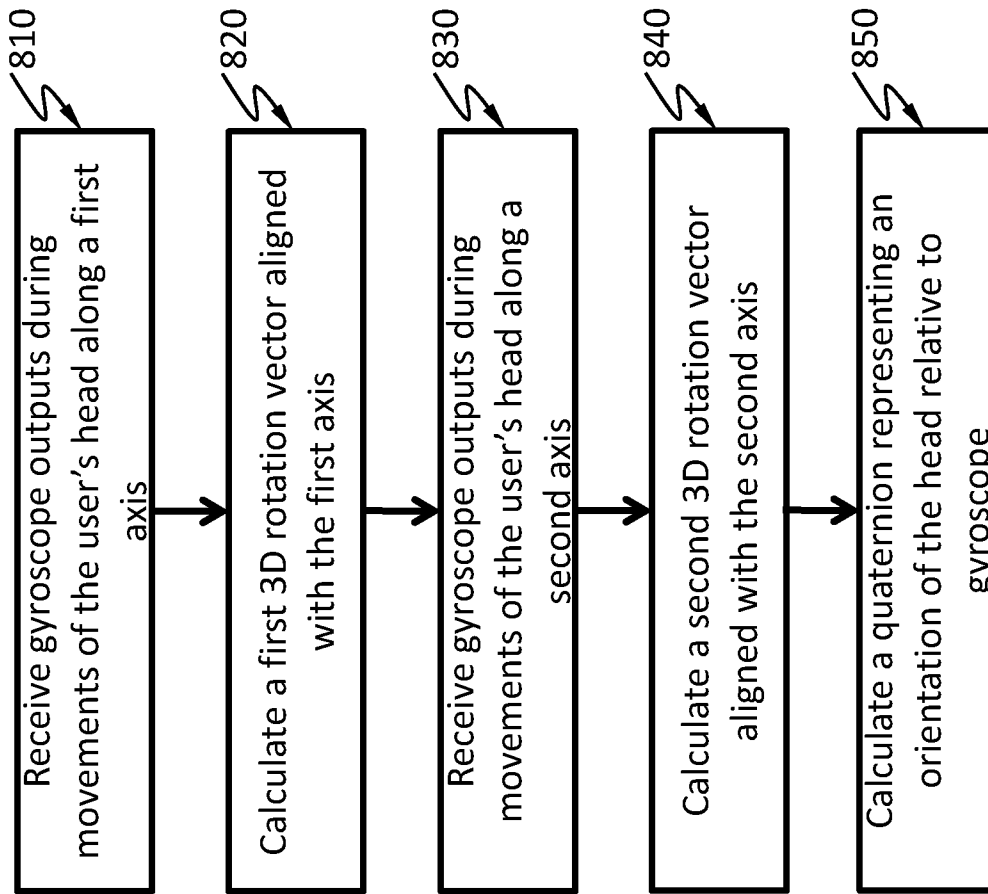 810
Receive gyroscope outputs during
movements of the user's head along a first
axis
820
Calculate a first 3D rotation vector aligned
with the first axis
830
Receive gyroscope outputs during
movements of the user's head along a
second axis
840
Calculate a second 3D rotation vector
aligned with the second axis
850
Calculate a quaternion representing an
orientation of the head relative to
gyroscope